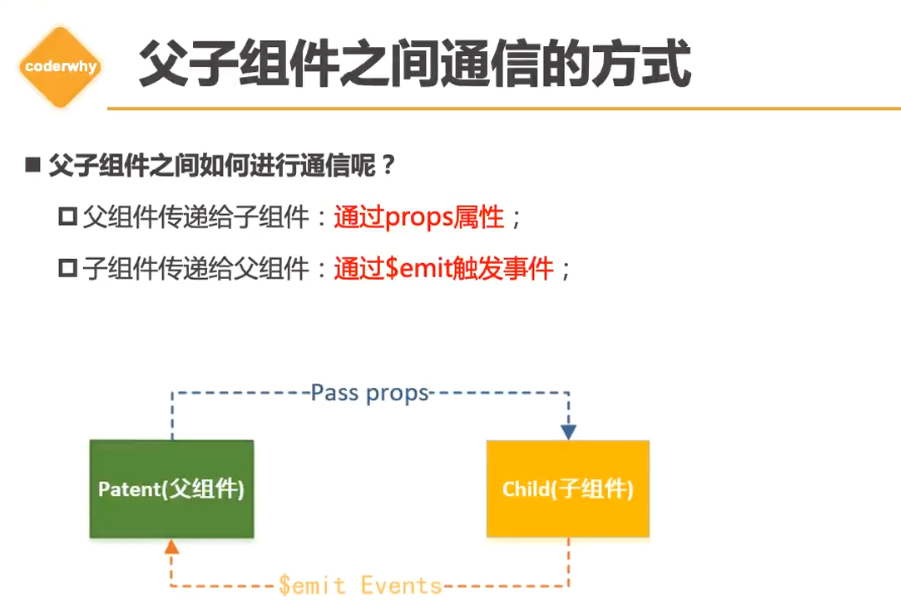 coderwhy
父子组件之间通信的方式
父子组件之间如何进行通信呢？
父组件传递给子组件：通过props属性；
子组件传递给父组件：通过$emit触发事件；
Pass props
Patent(父组件)
Child(子组件)
$emit Events